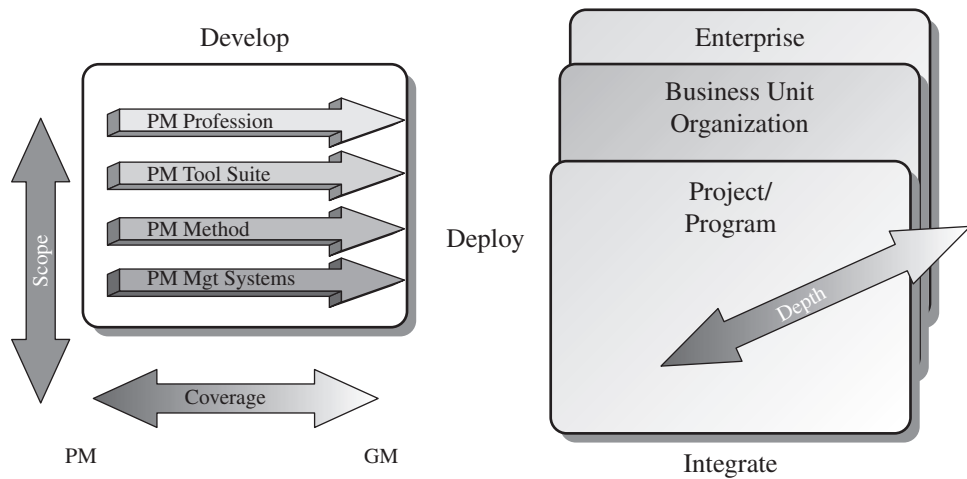 Develop
PM Profession
PM Tool Suite
PM Method
PM Mgt Systems
Scope
Coverage
PM
GM
Deploy
Enterprise
Business Unit
Organization
Project/
Program
Depth
Integrate